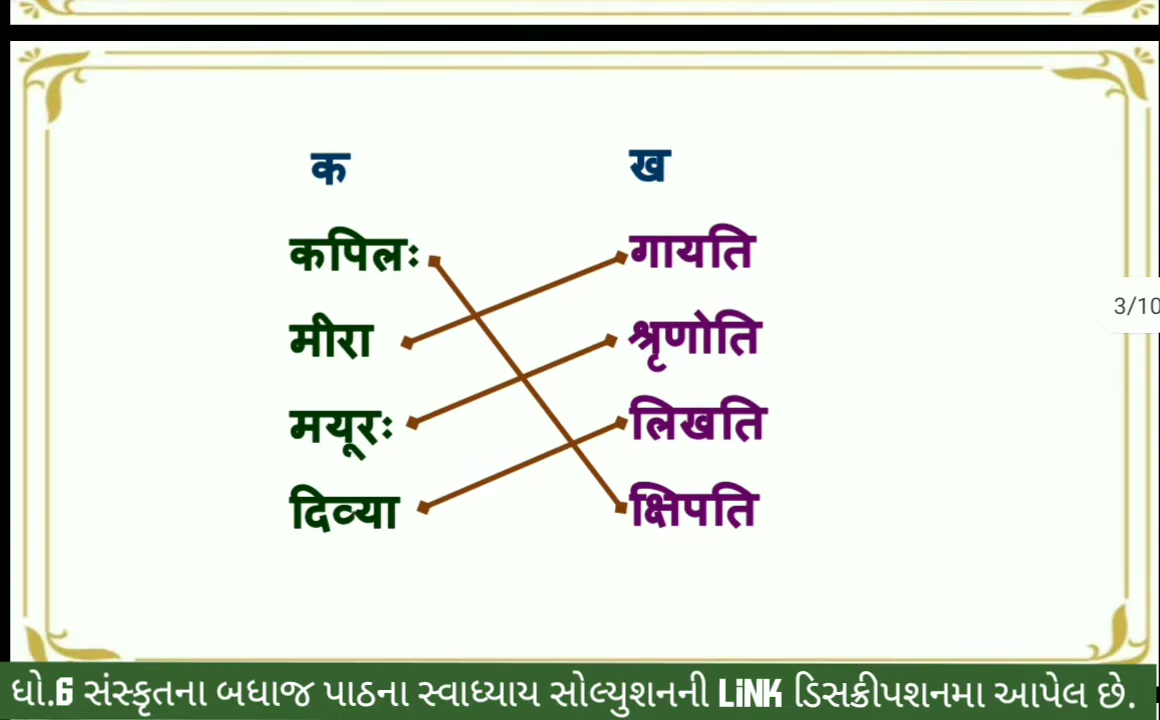 क ख
कपिलः गायति
मीरा श्रृणोति
मयूरः लिखति
दिव्या क्षिपति
3/10
ધો.6 સંસ્કૃતના બધાજ પાઠના સ્વાધ્યાય સોલ્યુશનની LiNK ડિસક્રીપશનમા આપેલ છે.